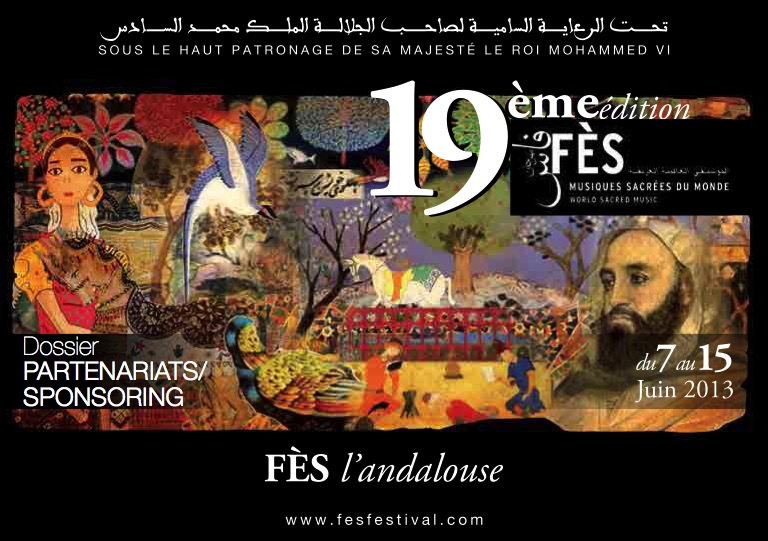 تحت الرعاية السامية لصاحب الجلالة الملك محمد السادس
SOUS LE HAUT PATRONAGE DE SA MAJESTÉ LE ROI MOHAMMED VI
19ème édition
فاس
FÈS
الموسيقى العالمية العريقة
MUSIQUES SACRÉES DU MONDE
WORLD SACRED MUSIC
Dossier
PARTENARIATS/
SPONSORING
du 7 au 15
Juin 2013
FÈS l'andalouse
www.fesfestival.com